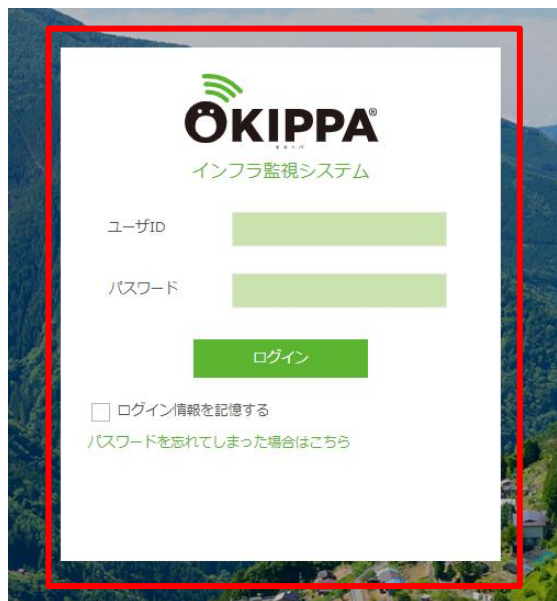 ÖKIPPA®
オキッパ
インフラ監視システム
ユーザID
パスワード
ログイン
ログイン情報を記憶する
パスワードを忘れてしまった場合はこちら